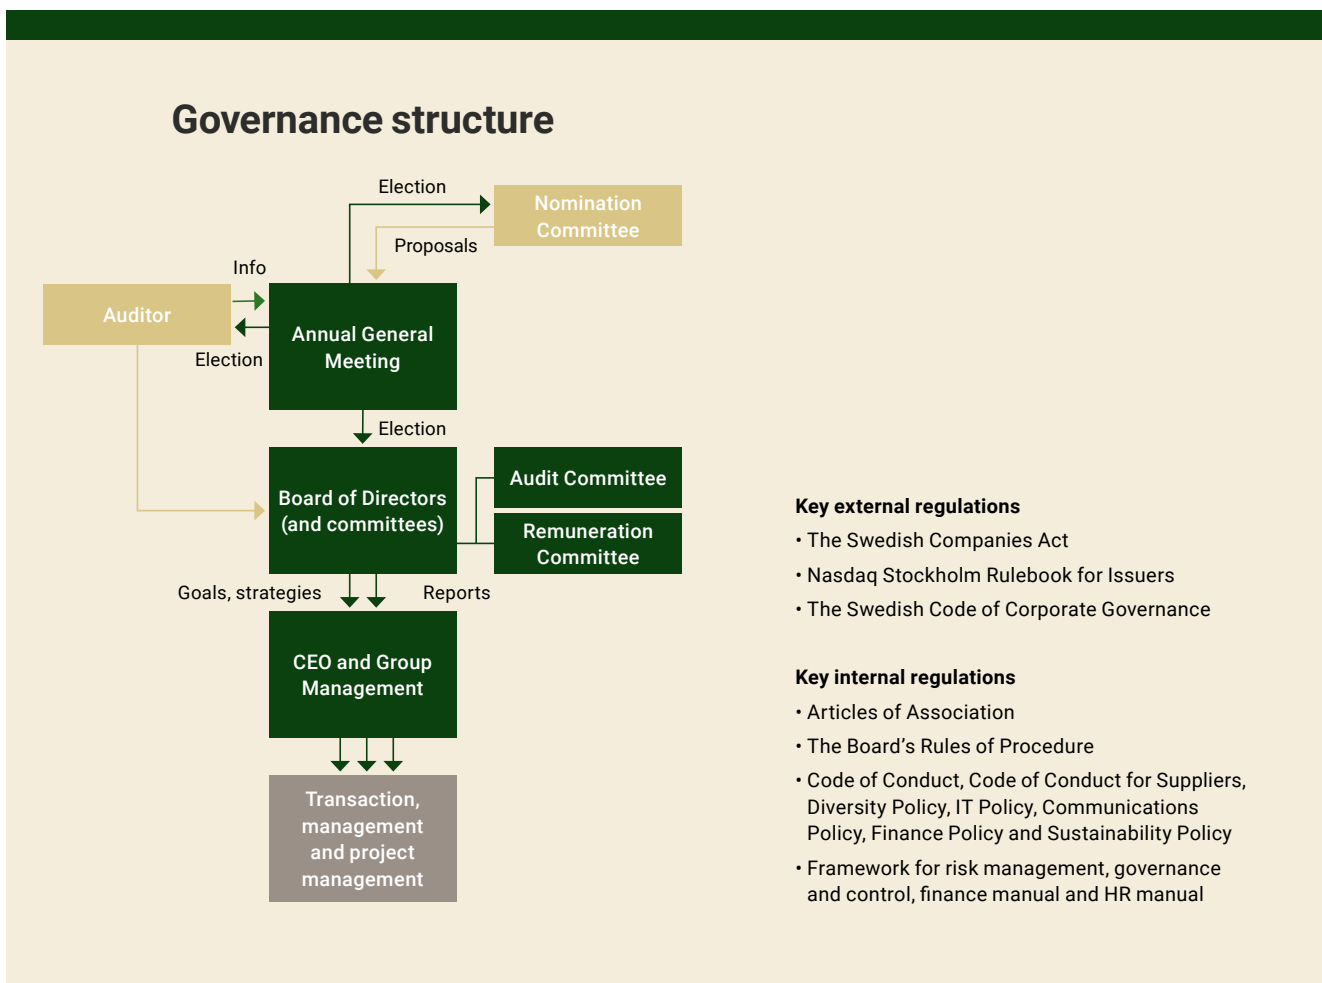 Governance structure
Election
Nomination
Committee
Proposals
Info
Auditor
Annual General
Meeting
Election
Election
Board of Directors
(and committees)
Audit Committee
Remuneration
Committee
Goals, strategies
Reports
CEO and Group
Management
Transaction,
management
and project
management
Key external regulations
• The Swedish Companies Act
• Nasdaq Stockholm Rulebook for Issuers
• The Swedish Code of Corporate Governance
Key internal regulations
• Articles of Association
• The Board’s Rules of Procedure
• Code of Conduct, Code of Conduct for Suppliers,
Diversity Policy, IT Policy, Communications
Policy, Finance Policy and Sustainability Policy
• Framework for risk management, governance
and control, finance manual and HR manual